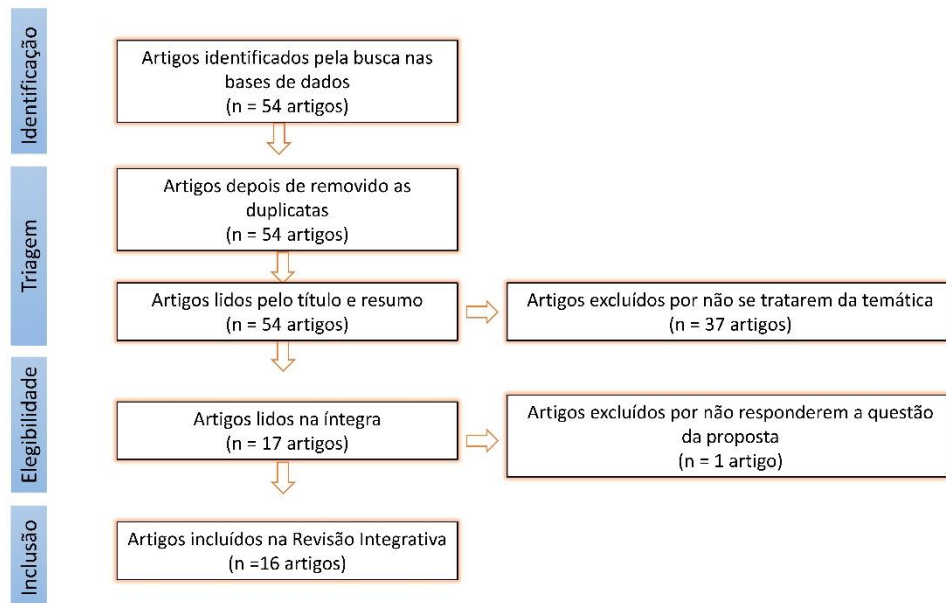 Identificação
Artigos identificados pela busca nas
bases de dados
(n = 54 artigos)
Triagem
Artigos depois de removido as
duplicatas
(n = 54 artigos)
Artigos lidos pelo título e resumo
(n = 54 artigos)
Artigos excluídos por não se tratarem da temática
(n = 37 artigos)
Elegibilidade
Artigos lidos na íntegra
(n = 17 artigos)
Artigos excluídos por não responderem a questão
da proposta
(n = 1 artigo)
Inclusão
Artigos incluídos na Revisão Integrativa
(n =16 artigos)